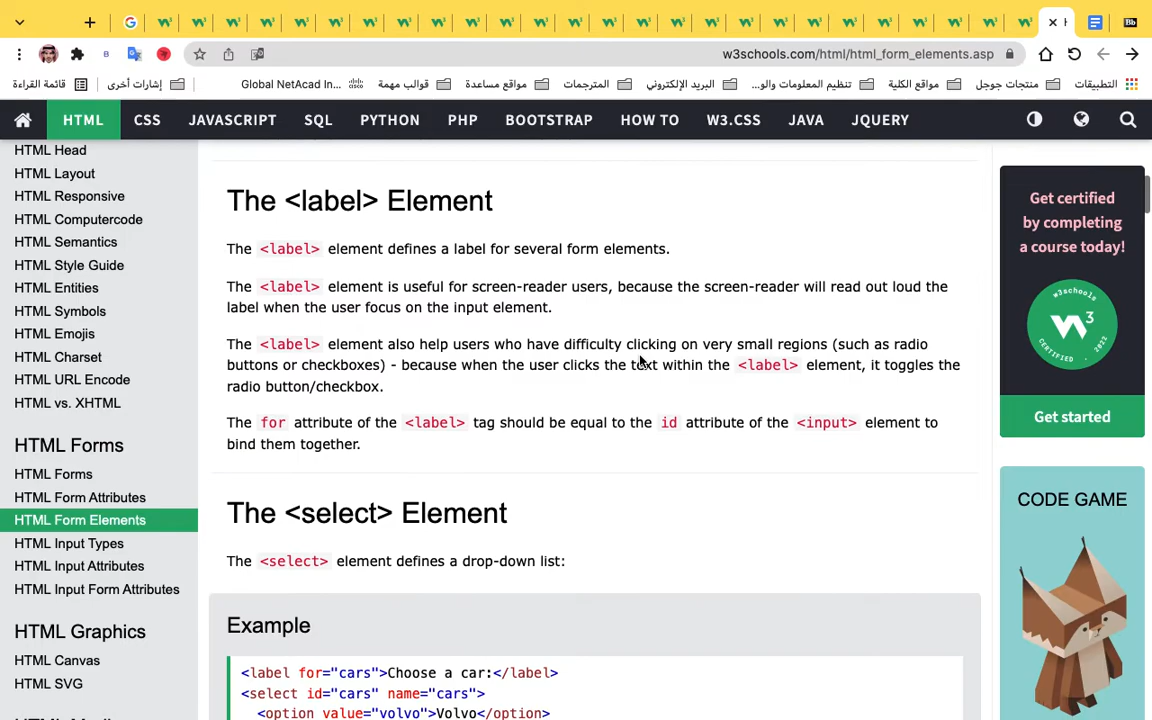 w3schools.com/html/html_form_elements.asp
التطبيقات
منتجات جوجل
مواقع الكلية
تنظيم المعلومات والو...
البريد الإلكتروني
المترجمات
مواقع مساعدة
قوالب مهمة
Global NetAcad In...
إشارات أخرى
قائمة القراءة
HTML CSS JAVASCRIPT SQL PYTHON PHP BOOTSTRAP HOW TO W3.CSS JAVA JQUERY
HTML Head
HTML Layout
HTML Responsive
HTML Computercode
HTML Semantics
HTML Style Guide
HTML Entities
HTML Symbols
HTML Emojis
HTML Charset
HTML URL Encode
HTML vs. XHTML
HTML Forms
HTML Forms
HTML Form Attributes
HTML Form Elements
HTML Input Types
HTML Input Attributes
HTML Input Form Attributes
HTML Graphics
HTML Canvas
HTML SVG
The <label> Element
The <label> element defines a label for several form elements.
The <label> element is useful for screen-reader users, because the screen-reader will read out loud the
label when the user focus on the input element.
The <label> element also help users who have difficulty clicking on very small regions (such as radio
buttons or checkboxes) - because when the user clicks the text within the <label> element, it toggles the
radio button/checkbox.
The for attribute of the <label> tag should be equal to the id attribute of the <input> element to
bind them together.
The <select> Element
The <select> element defines a drop-down list:
Example
<label for="cars">Choose a car:</label>
<select id="cars" name="cars">
<option value="volvo">Volvo</option>
Get certified
by completing
a course today!
w3schools
W3
CERTIFIED . 2022
Get started
CODE GAME